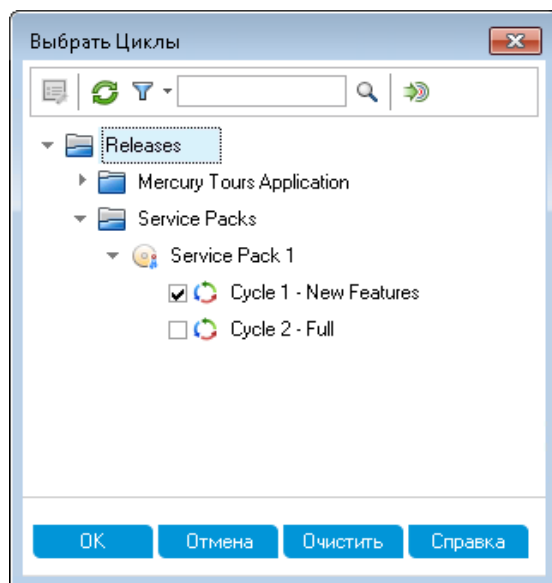 Выбрать Циклы
Releases
Mercury Tours Application
Service Packs
Service Pack 1
Cycle 1 - New Features
Cycle 2 - Full
OK Отмена Очистить Справка